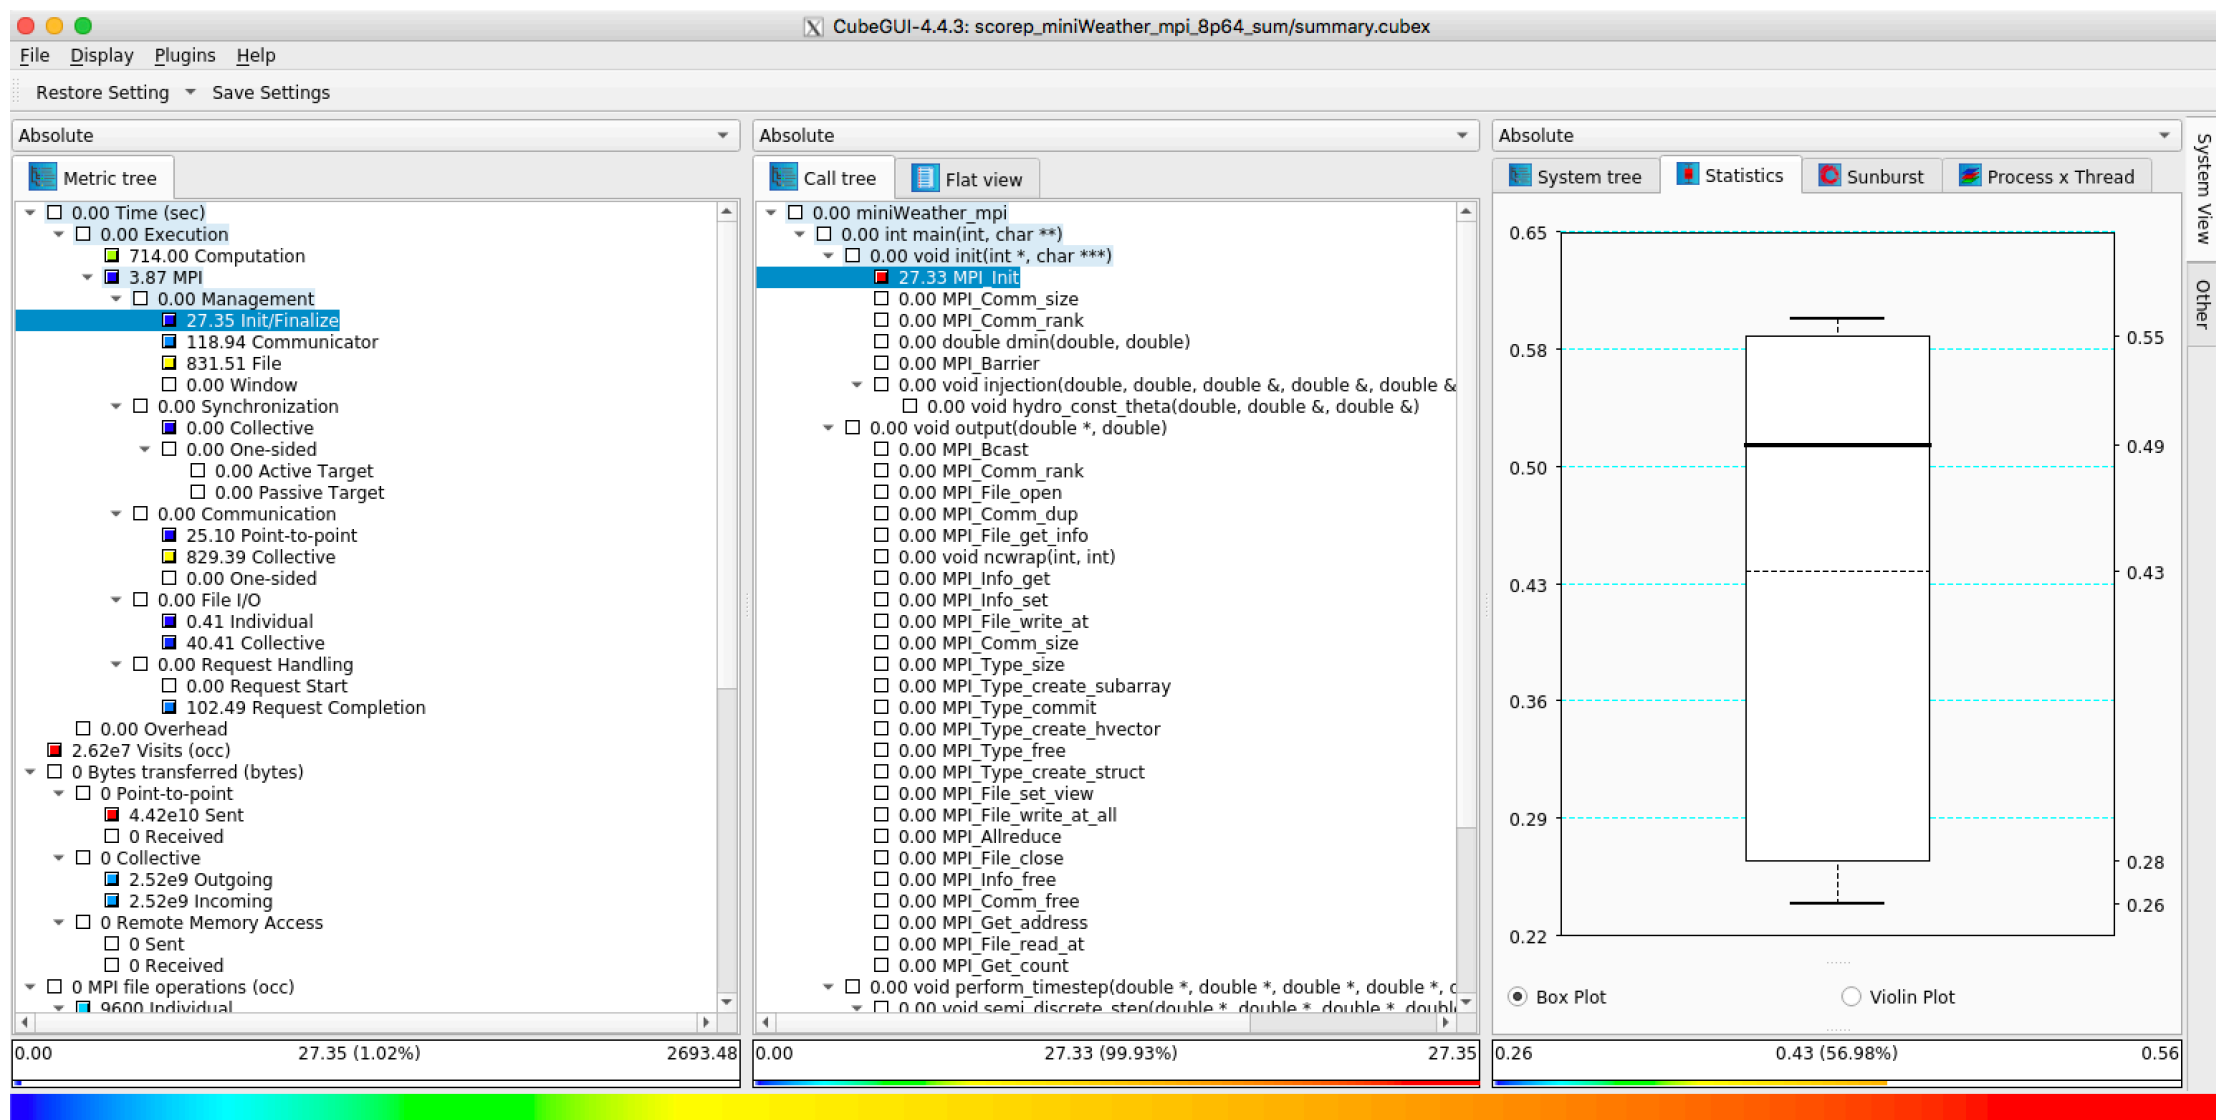 CubeGUI-4.4.3: scorep_miniWeather_mpi_8p64_sum/summary.cubex
File Display Plugins Help
Restore Setting Save Settings
Absolute
Metric tree
0.00 Time (sec)
0.00 Execution
714.00 Computation
3.87 MPI
0.00 Management
27.35 Init/Finalize
118.94 Communicator
831.51 File
0.00 Window
0.00 Synchronization
0.00 Collective
0.00 One-sided
0.00 Active Target
0.00 Passive Target
0.00 Communication
25.10 Point-to-point
829.39 Collective
0.00 One-sided
0.00 File I/O
0.41 Individual
40.41 Collective
0.00 Request Handling
0.00 Request Start
102.49 Request Completion
0.00 Overhead
2.62e7 Visits (occ)
0 Bytes transferred (bytes)
0 Point-to-point
4.42e10 Sent
0 Received
0 Collective
2.52e9 Outgoing
2.52e9 Incoming
0 Remote Memory Access
0 Sent
0 Received
0 MPI file operations (occ)
9600 Individual
0.00 27.35 (1.02%) 2693.48
Absolute
Call tree Flat view
0.00 miniWeather_mpi
0.00 int main(int, char **)
0.00 void init(int *, char ***)
27.33 MPI_Init
0.00 MPI_Comm_size
0.00 MPI_Comm_rank
0.00 double dmin(double, double)
0.00 MPI_Barrier
0.00 void injection(double, double, double &, double &, double &
0.00 void hydro_const_theta(double, double &, double &)
0.00 void output(double *, double)
0.00 MPI_Bcast
0.00 MPI_Comm_rank
0.00 MPI_File_open
0.00 MPI_Comm_dup
0.00 MPI_File_get_info
0.00 void ncwrap(int, int)
0.00 MPI_Info_get
0.00 MPI_Info_set
0.00 MPI_File_write_at
0.00 MPI_Comm_size
0.00 MPI_Type_size
0.00 MPI_Type_create_subarray
0.00 MPI_Type_commit
0.00 MPI_Type_create_hvector
0.00 MPI_Type_free
0.00 MPI_Type_create_struct
0.00 MPI_File_set_view
0.00 MPI_File_write_at_all
0.00 MPI_Allreduce
0.00 MPI_File_close
0.00 MPI_Info_free
0.00 MPI_Comm_free
0.00 MPI_Get_address
0.00 MPI_File_read_at
0.00 MPI_Get_count
0.00 void perform_timestep(double *, double *, double *, double *, d
0.00 void semi_discrete_step(double *, double *, double *, doubl
0.00 27.33 (99.93%) 27.35
Absolute
System tree Statistics Sunburst Process x Thread
0.65
0.58
0.50
0.43
0.36
0.29
0.22
0.55
0.49
0.43
0.28
0.26
Box Plot Violin Plot
0.26 0.43 (56.98%) 0.56
System View
Other